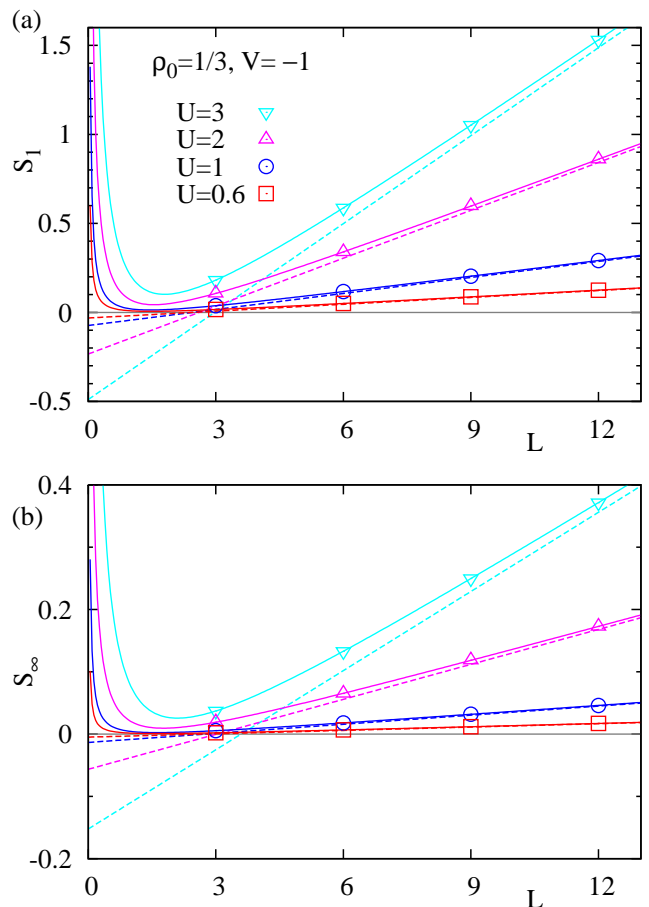 (a)
1.5
ρ₀=1/3, V= −1
U=3
U=2
U=1
U=0.6
1
S₁
0.5
0
-0.5
0 3 6 9 L 12
(b)
0.4
0.2
S∞
0
-0.2
0 3 6 9 L 12